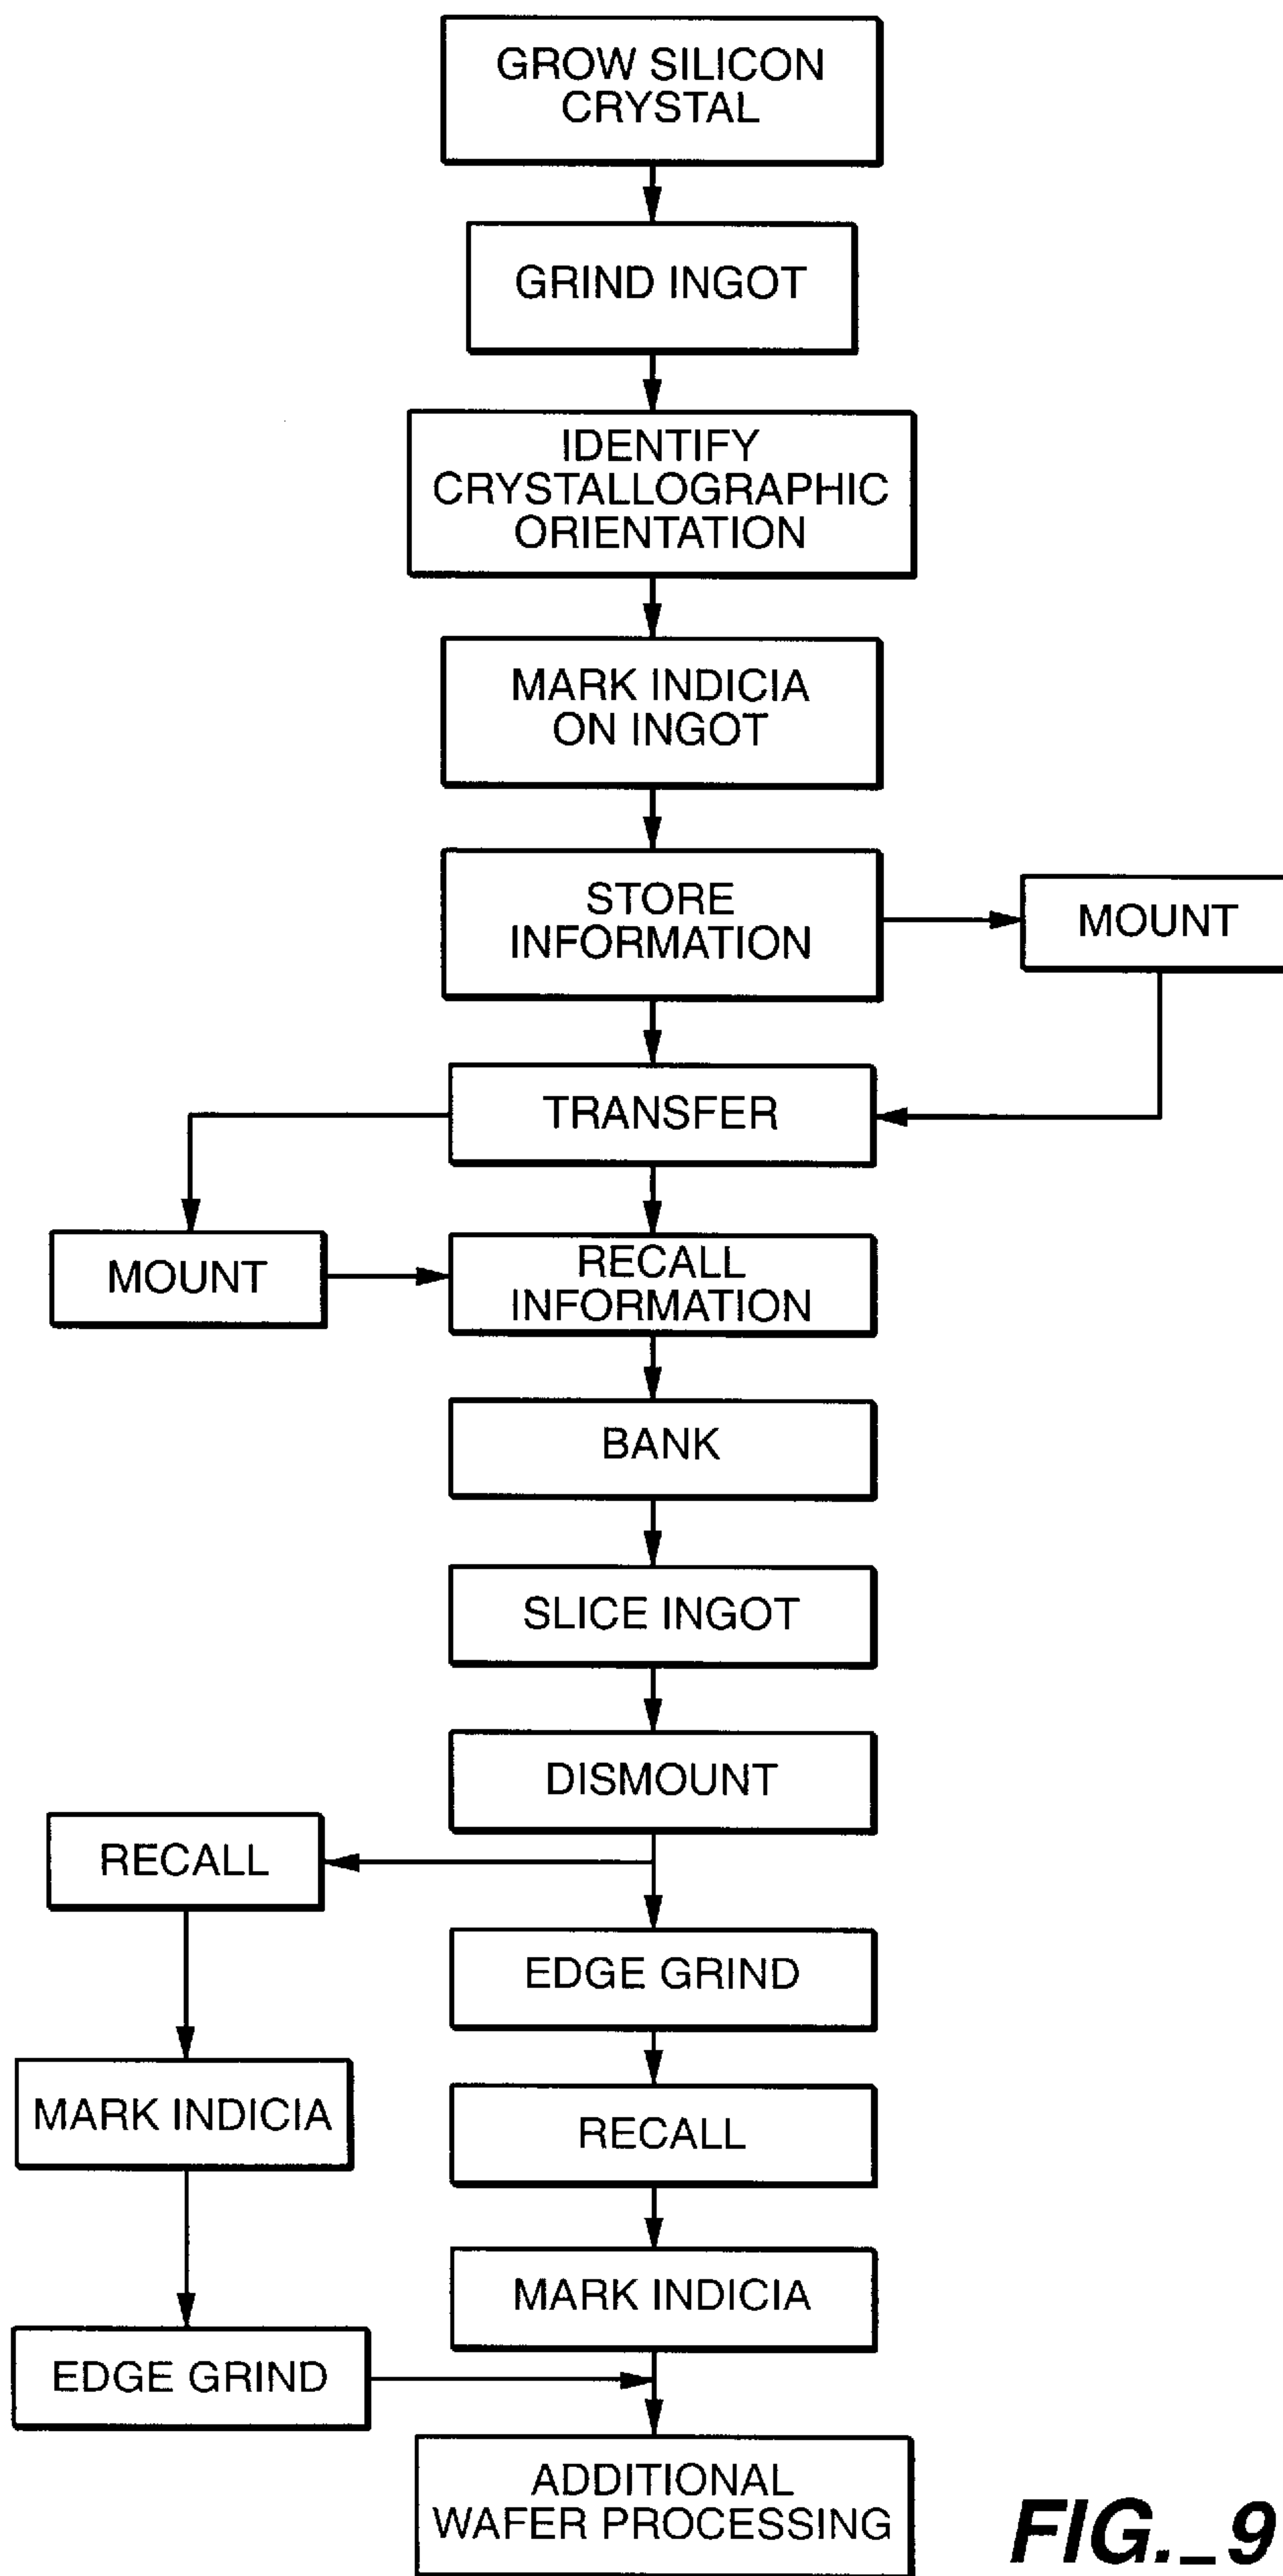 GROW SILICON
CRYSTAL
GRIND INGOT
IDENTIFY
CRYSTALLOGRAPHIC
ORIENTATION
MARK INDICIA
ON INGOT
STORE
INFORMATION
MOUNT
TRANSFER
MOUNT
RECALL
INFORMATION
BANK
SLICE INGOT
DISMOUNT
RECALL
EDGE GRIND
MARK INDICIA
RECALL
MARK INDICIA
EDGE GRIND
ADDITIONAL
WAFER PROCESSING
FIG._9